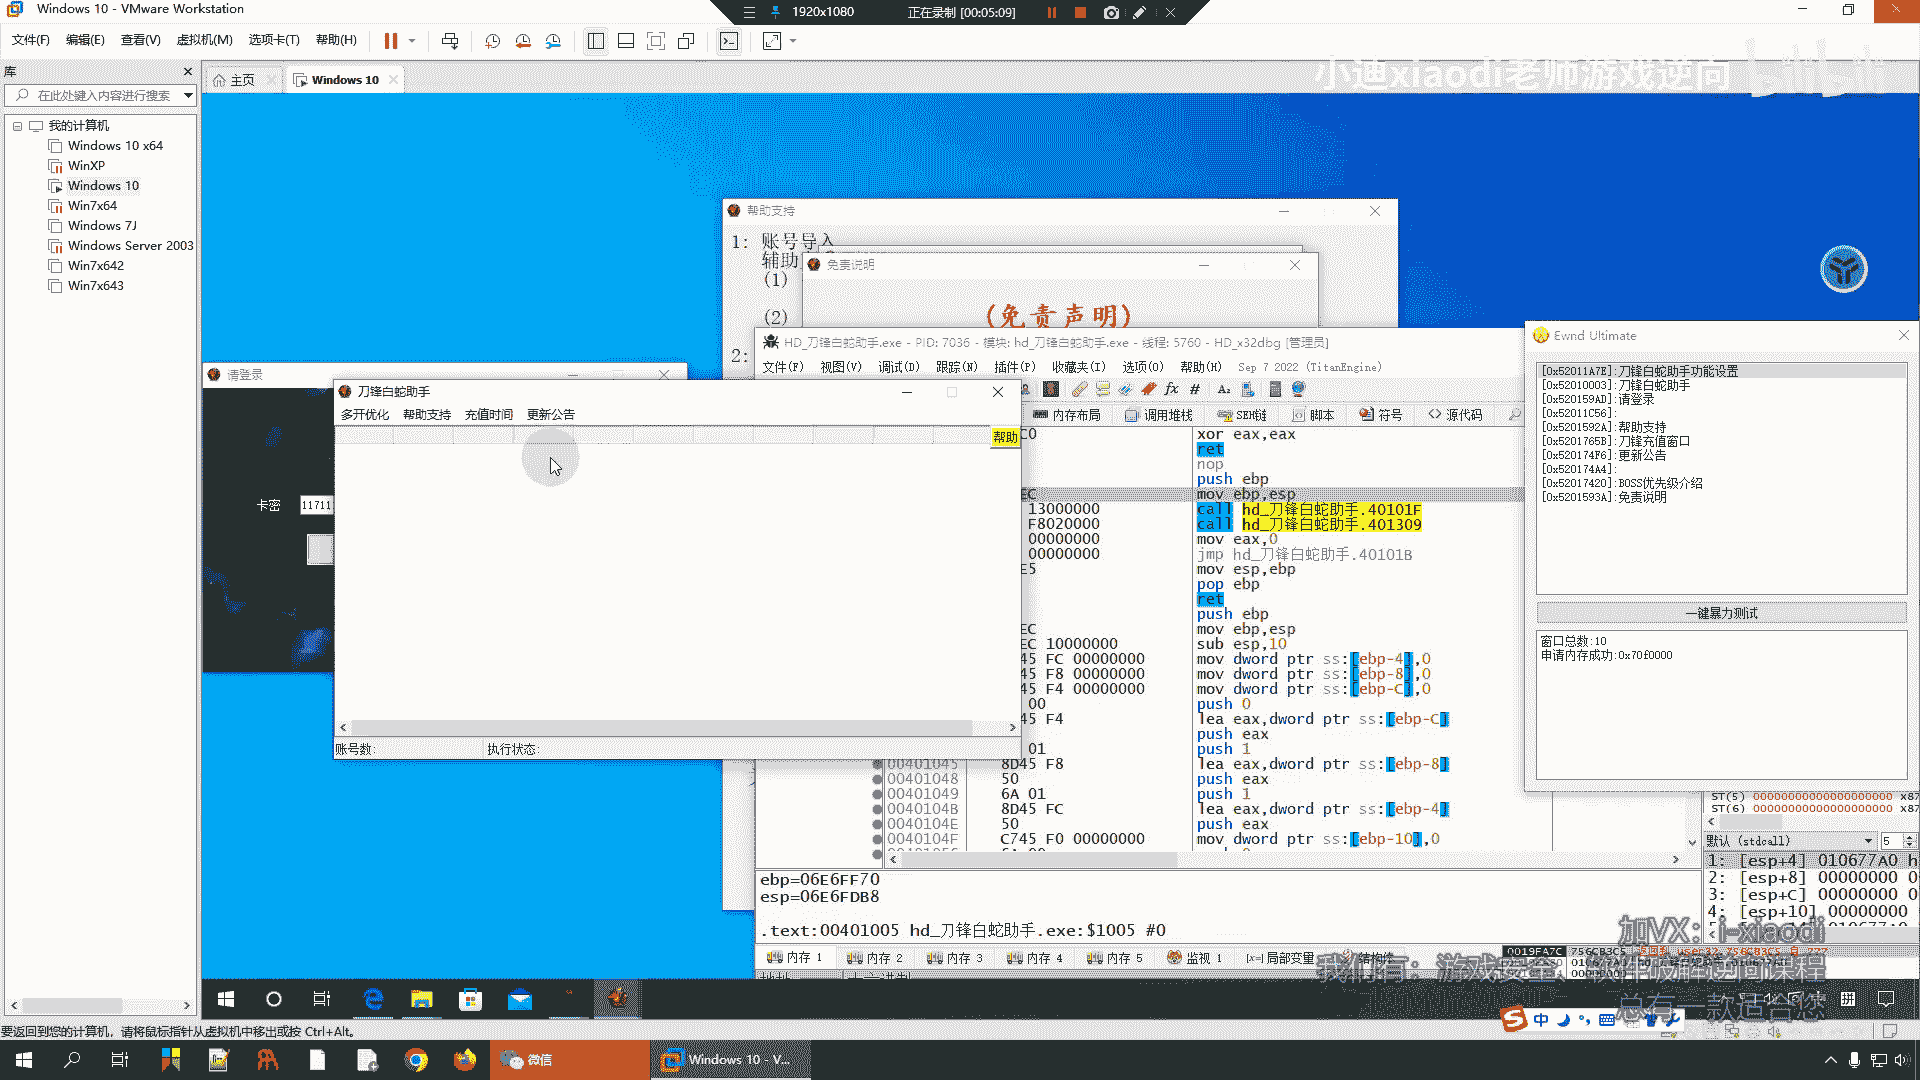 Windows 10 - VMware Workstation
1920x1080
正在录制 [00:05:09]
文件(F)
编辑(E)
查看(V)
虚拟机(M)
选项卡(T)
帮助(H)
库
主页
Windows 10
小迪xiaodi老师游戏逆向
在此处键入内容进行搜索
我的计算机
Windows 10 x64
WinXP
Windows 10
Win7x64
Windows 7J
Windows Server 2003
Win7x642
Win7x643
帮助支持
1: 账号导入
辅助
(1)
(2)
2:
免责说明
(免责声明)
HD_刀锋白蛇助手.exe - PID: 7036 - 模块: hd_刀锋白蛇助手.exe - 线程: 5760 - HD_x32dbg [管理员]
文件(F) 视图(V) 调试(D) 跟踪(N) 插件(P) 收藏夹(I) 选项(O) 帮助(H) Sep 7 2022 (TitanEngine)
内存布局 调用堆栈 SEH链 脚本 符号 源代码
请登录
卡密
11711
刀锋白蛇助手
多开优化 帮助支持 充值时间 更新公告
帮助
账号数:
执行状态:
C0 xor eax,eax
ret
nop
push ebp
EC mov ebp,esp
13000000 call hd_刀锋白蛇助手.40101F
F8020000 call hd_刀锋白蛇助手.401309
00000000 mov eax,0
00000000 jmp hd_刀锋白蛇助手.40101B
E5 mov esp,ebp
pop ebp
ret
push ebp
EC mov ebp,esp
EC 10000000 sub esp,10
45 FC 00000000 mov dword ptr ss:[ebp-4],0
45 F8 00000000 mov dword ptr ss:[ebp-8],0
45 F4 00000000 mov dword ptr ss:[ebp-C],0
00 push 0
45 F4 lea eax,dword ptr ss:[ebp-C]
push eax
01 push 1
00401045 8D45 F8 lea eax,dword ptr ss:[ebp-8]
00401048 50 push eax
00401049 6A 01 push 1
0040104B 8D45 FC lea eax,dword ptr ss:[ebp-4]
0040104E 50 push eax
0040104F C745 F0 00000000 mov dword ptr ss:[ebp-10],0
ebp=06E6FF70
esp=06E6FDB8
.text:00401005 hd_刀锋白蛇助手.exe:$1005 #0
内存 1 内存 2 内存 3 内存 4 内存 5 监视 1 局部变量 结构体
Ewnd Ultimate
[0x52011A7E]:刀锋白蛇助手功能设置
[0x52010003]:刀锋白蛇助手
[0x520159AD]:请登录
[0x52011C56]:
[0x5201592A]:帮助支持
[0x5201765B]:刀锋充值窗口
[0x520174F6]:更新公告
[0x520174A4]:
[0x52017420]:BOSS优先级介绍
[0x5201593A]:免责说明
一键暴力测试
窗口总数:10
申请内存成功:0x70f0000
ST(5) 0000000000000000000 x87
ST(6) 0000000000000000000 x87
默认 (stdcall)
5
1: [esp+4] 010677A0 h
2: [esp+8] 00000000 0
3: [esp+C] 00000000 0
4: [esp+10] 00000000
加VX: i-xiaodi
我们有: 游戏安全、软件破解逆向课程
总有一款适合您
0019FA7C
中
拼
要返回到您的计算机，请将鼠标指针从虚拟机中移出或按 Ctrl+Alt。
微信
Windows 10 - V...